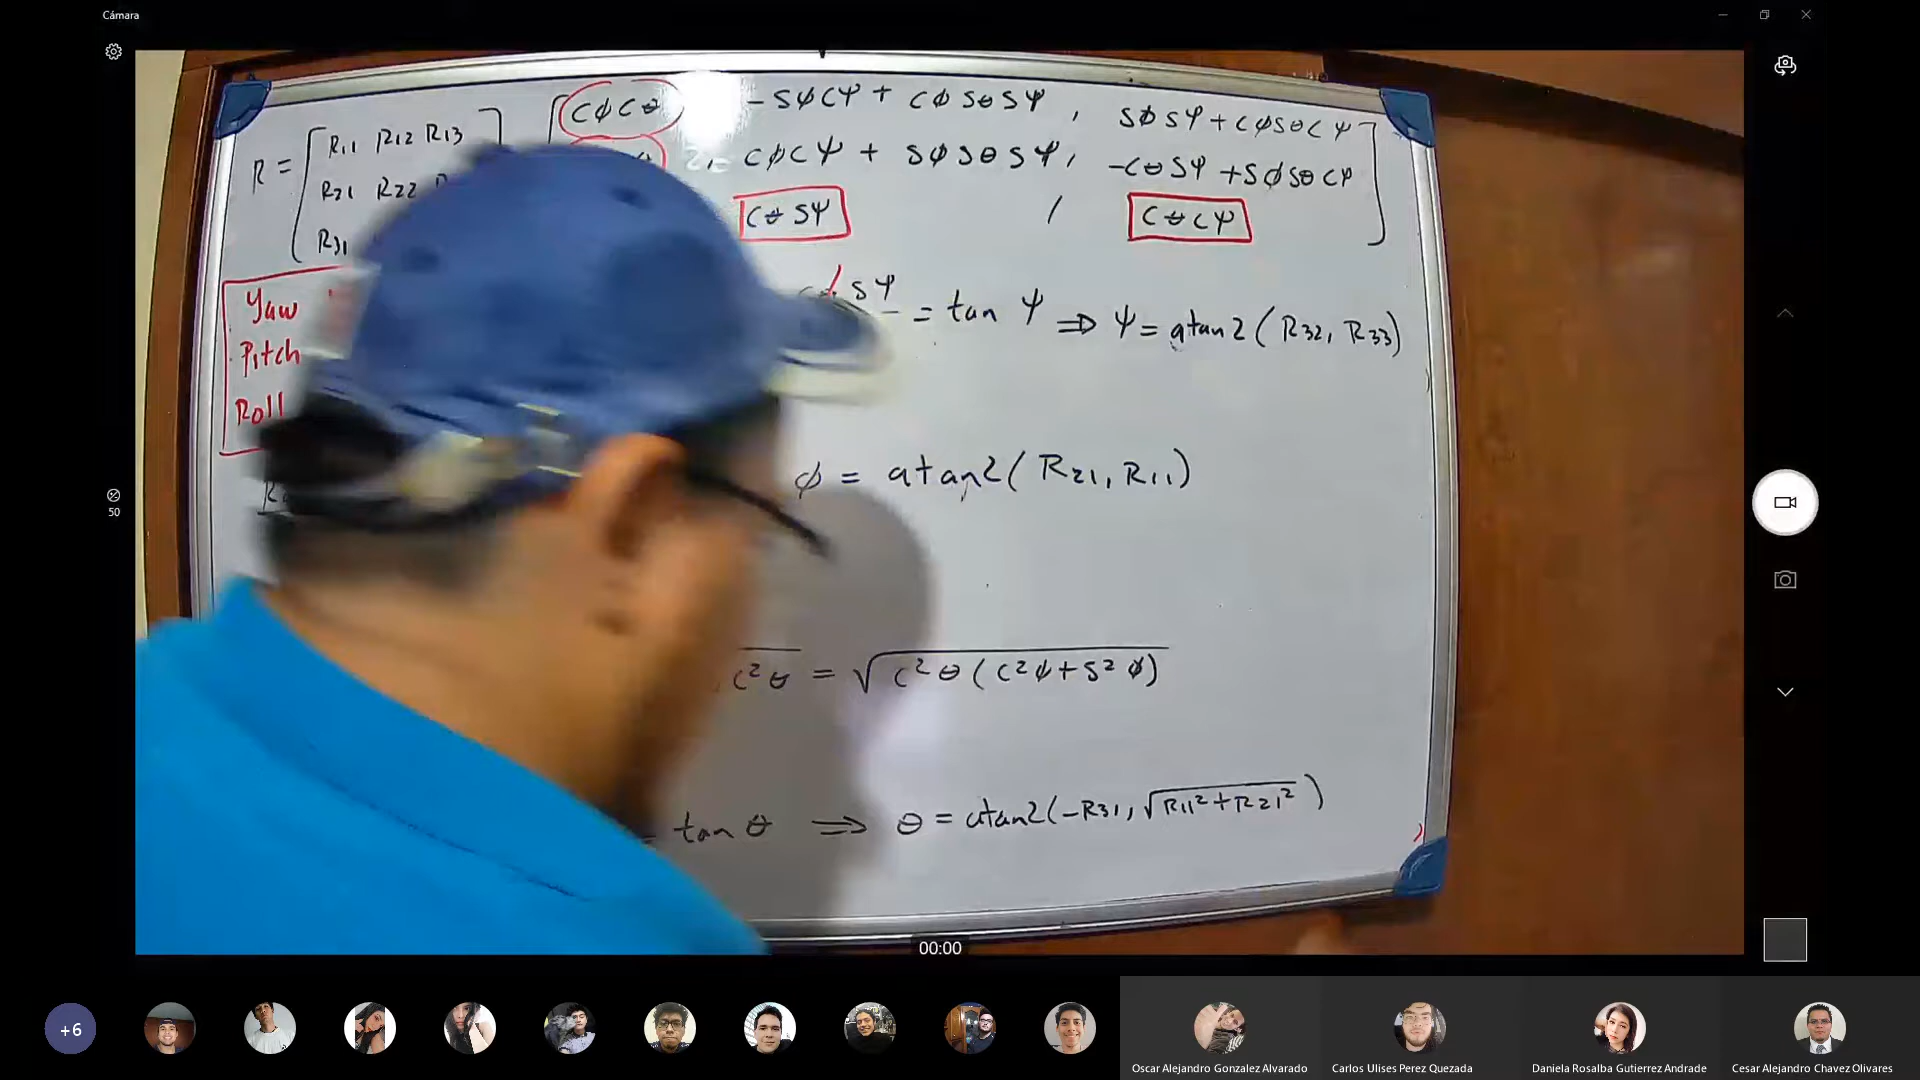 Cámara
R = [ R11 R12 R13
R21 R22
R31
CϕCθ -SϕCψ + CϕSθSψ , SϕSψ+CϕSθCψ ]
CϕCψ + SϕSθSψ, -CθSψ+SϕSθCψ
CθSψ , CθCψ
Yaw
Pitch
Roll
Sψ = tan ψ ⇒ ψ = atan2 ( R32, R33)
ϕ = atan2 ( R21, R11)
C²θ = √C²θ ( C²ϕ + S²ϕ)
= tan θ ⇒ θ = atan2(-R31, √R11²+R21² )
50
00:00
+6
Oscar Alejandro Gonzalez Alvarado
Carlos Ulises Perez Quezada
Daniela Rosalba Gutierrez Andrade
Cesar Alejandro Chavez Olivares